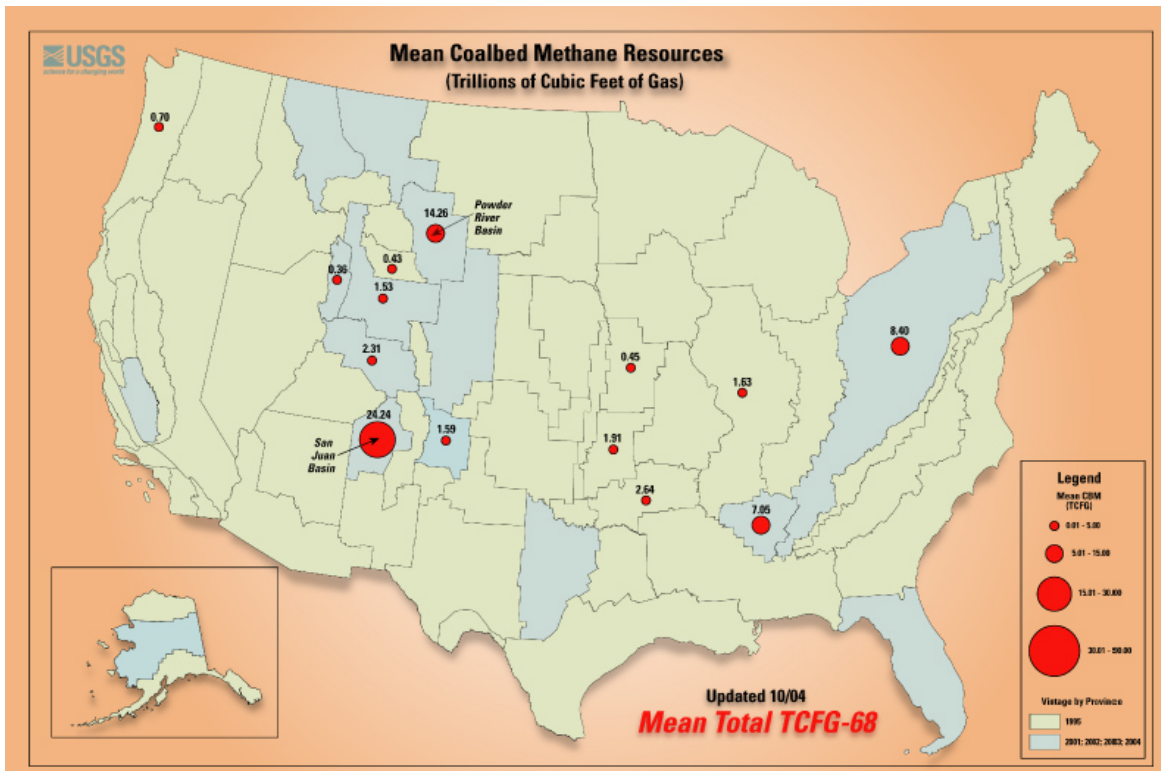 USGS
science for a changing world
Mean Coalbed Methane Resources
(Trillions of Cubic Feet of Gas)
0.70
14.26
Powder
River
Basin
0.43
0.36
1.53
2.31
0.45
8.40
1.63
24.24
San
Juan
Basin
1.59
1.91
2.64
7.05
Legend
Mean CBM
(TCFG)
0.01 - 5.00
5.01 - 15.00
15.01 - 30.00
30.01 - 50.00
Vintage by Province
1995
2001; 2002; 2003; 2004
Updated 10/04
Mean Total TCFG-68